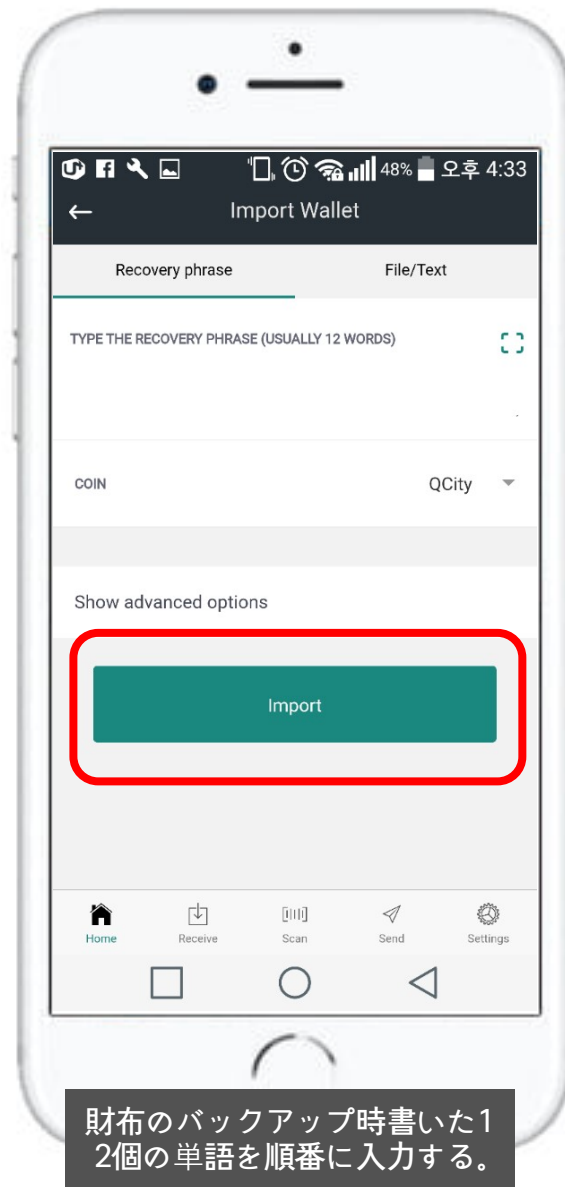 48% 오후 4:33
Import Wallet
Recovery phrase File/Text
TYPE THE RECOVERY PHRASE (USUALLY 12 WORDS)
COIN QCity
Show advanced options
Import
Home Receive Scan Send Settings
財布のバックアップ時書いた1
2個の単語を順番に入力する。